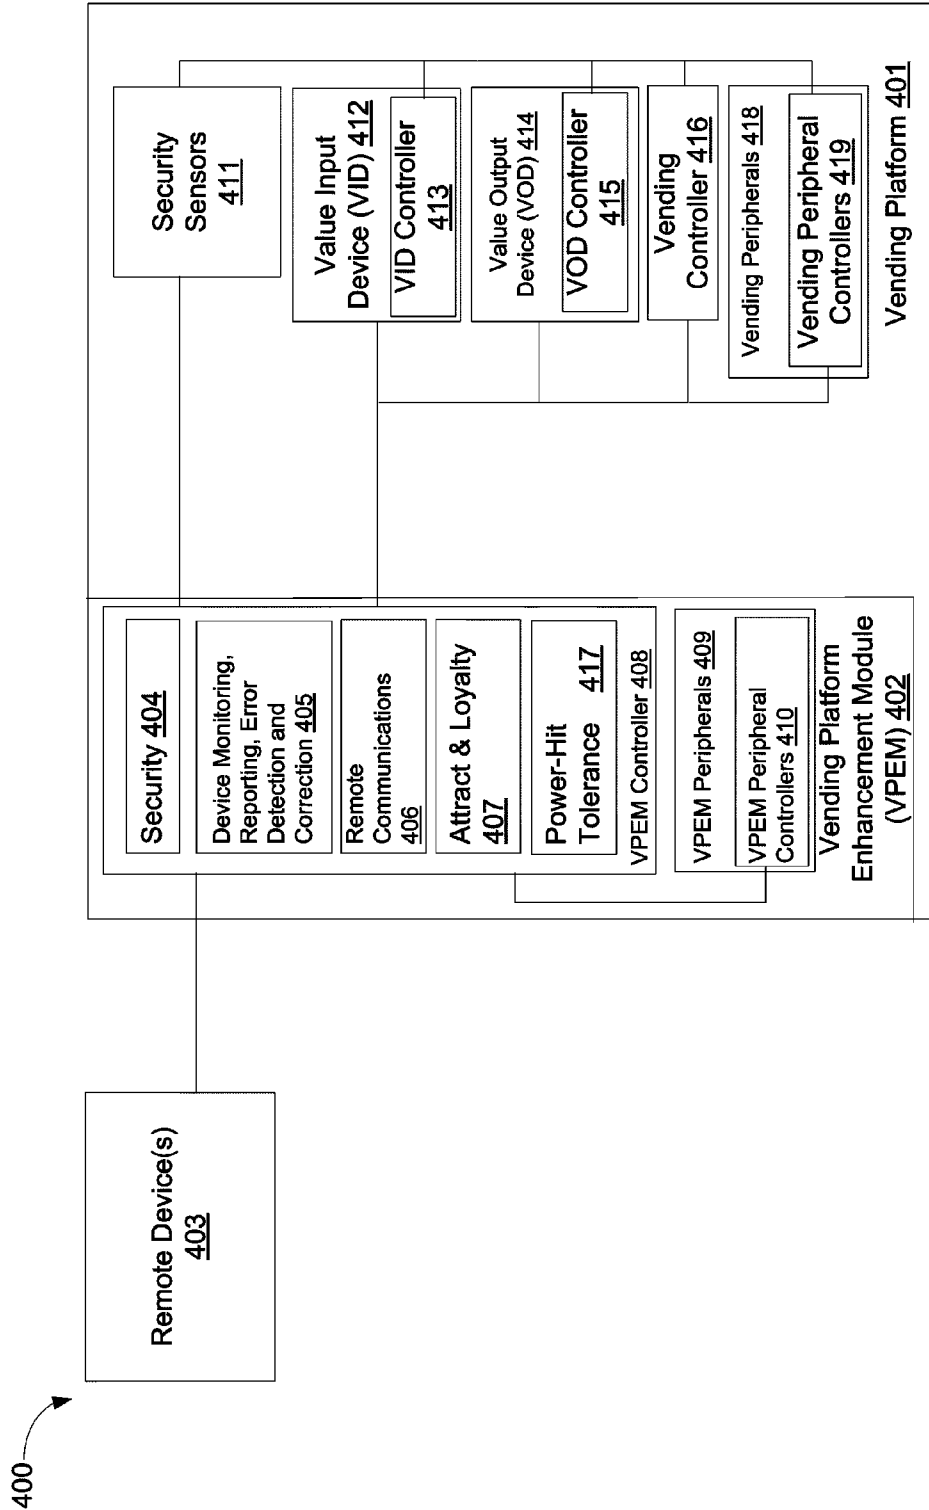 400
Remote Device(s)
403
Security 404
Device Monitoring,
Reporting, Error
Detection and
Correction 405
Remote
Communications
406
Attract & Loyalty
407
Power-Hit
Tolerance 417
VPEM Controller 408
VPEM Peripherals 409
VPEM Peripheral
Controllers 410
Vending Platform
Enhancement Module
(VPEM) 402
Security
Sensors
411
Value Input
Device (VID) 412
VID Controller
413
Value Output
Device (VOD) 414
VOD Controller
415
Vending
Controller 416
Vending Peripherals 418
Vending Peripheral
Controllers 419
Vending Platform 401